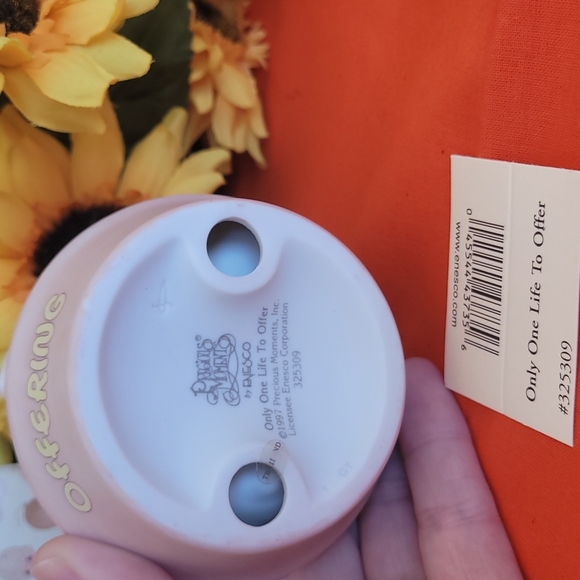 OFFERING
PRECIOUS
MOMENTS®
by ENESCO
Only One Life To Offer
©1997 Precious Moments, Inc.
Licensee Enesco Corporation
325309
www.enesco.com
Only One Life To Offer
#325309